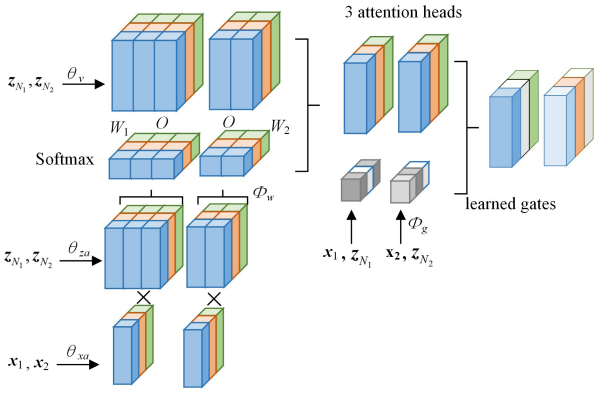 3 attention heads
z_{N_1}, z_{N_2} θ_v
W_1 O O W_2
Softmax
Φ_w
learned gates
Φ_g
z_{N_1}, z_{N_2} θ_{za}
x_1, z_{N_1} x_2, z_{N_2}
x_1, x_2 θ_{xa}